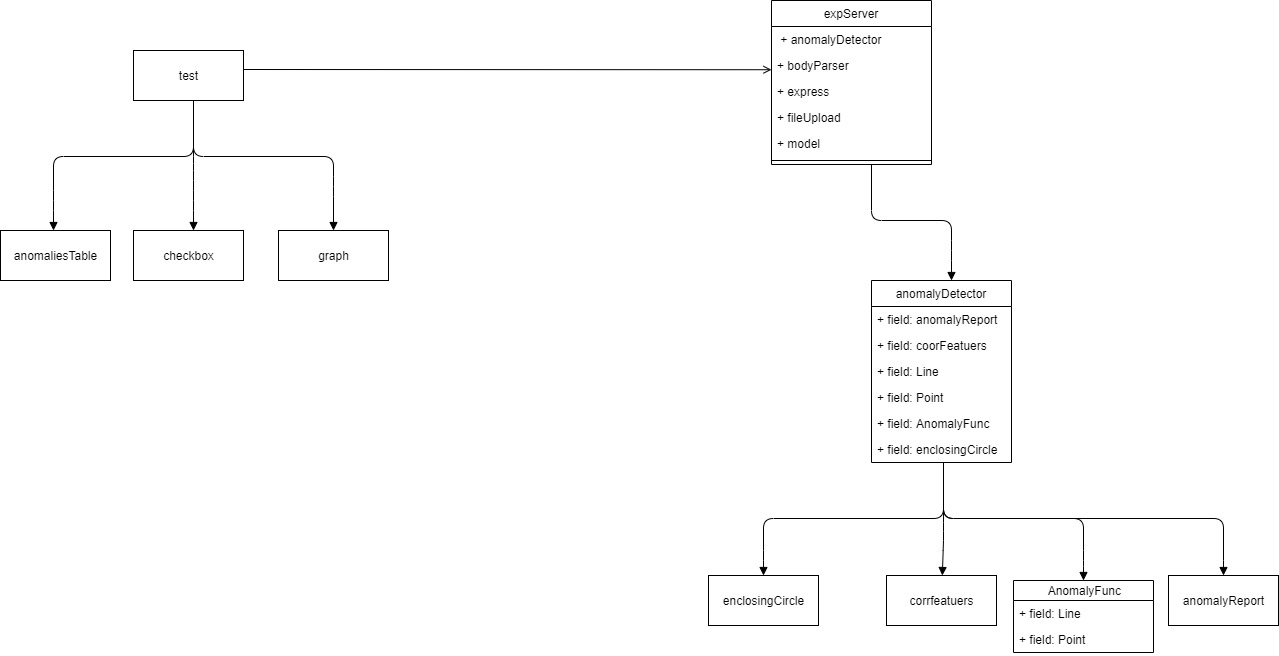 expServer
+ anomalyDetector
+ bodyParser
+ express
+ fileUpload
+ model
test
anomaliesTable
checkbox
graph
anomalyDetector
+ field: anomalyReport
+ field: coorFeatuers
+ field: Line
+ field: Point
+ field: AnomalyFunc
+ field: enclosingCircle
enclosingCircle
corrfeatuers
AnomalyFunc
+ field: Line
+ field: Point
anomalyReport